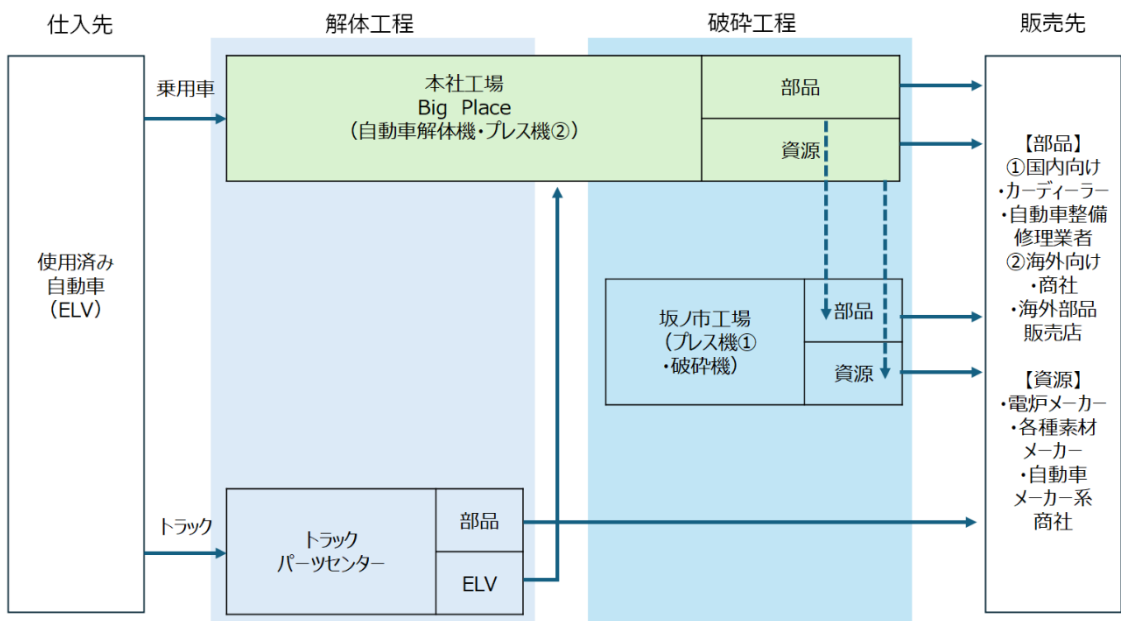 仕入先
解体工程
破砕工程
販売先
使用済み
自動車
（ELV）
乗用車
トラック
本社工場
Big Place
（自動車解体機・プレス機②）
部品
資源
坂ノ市工場
（プレス機①
・破砕機）
部品
資源
トラック
パーツセンター
部品
ELV
【部品】
①国内向け
・カーディーラー
・自動車整備
修理業者
②海外向け
・商社
・海外部品
販売店
【資源】
・電炉メーカー
・各種素材
メーカー
・自動車
メーカー系
商社